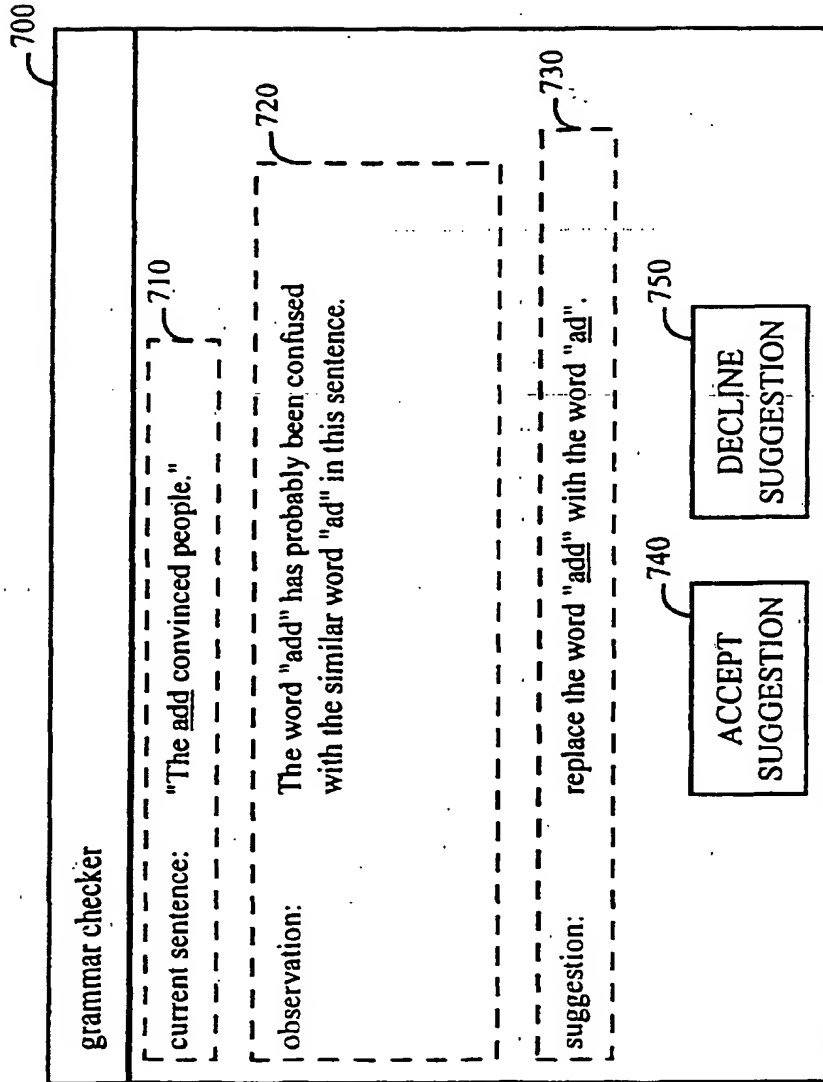 700
grammar checker
710
current sentence: "The add convinced people."
720
observation: The word "add" has probably been confused
with the similar word "ad" in this sentence.
730
suggestion: replace the word "add" with the word "ad".
740
ACCEPT
SUGGESTION
750
DECLINE
SUGGESTION